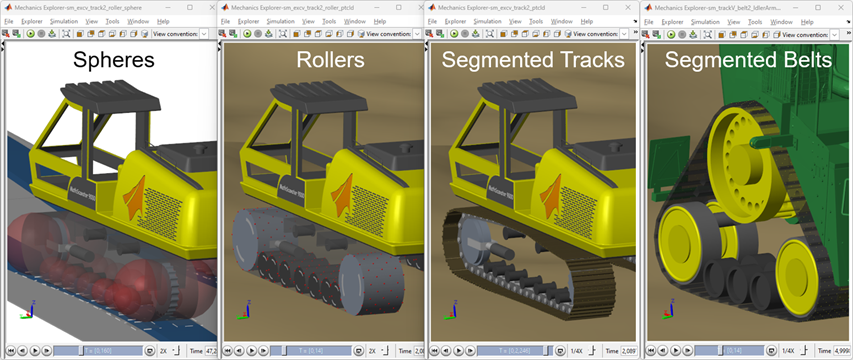 Mechanics Explorer-sm_excv_track2_roller_sphere
File Explorer Simulation View Tools Window Help
View convention:
Spheres
T= [0,160]
2X
Time 47,2
Mechanics Explorer-sm_excv_track2_roller_ptcld
File Explorer Simulation View Tools Window Help
View convention:
Rollers
T= [0,14]
2X
Time 2,08
Mechanics Explorer-sm_excv_track2_ptcld
File Explorer Simulation View Tools Window Help
View convention:
Segmented Tracks
1/4X
Time 2,089
Mechanics Explorer-sm_trackV_belt2_IdlerArm...
File Explorer Simulation View Tools Window Help
View convention:
Segmented Belts
[0,14]
1/4X
Time 4,999